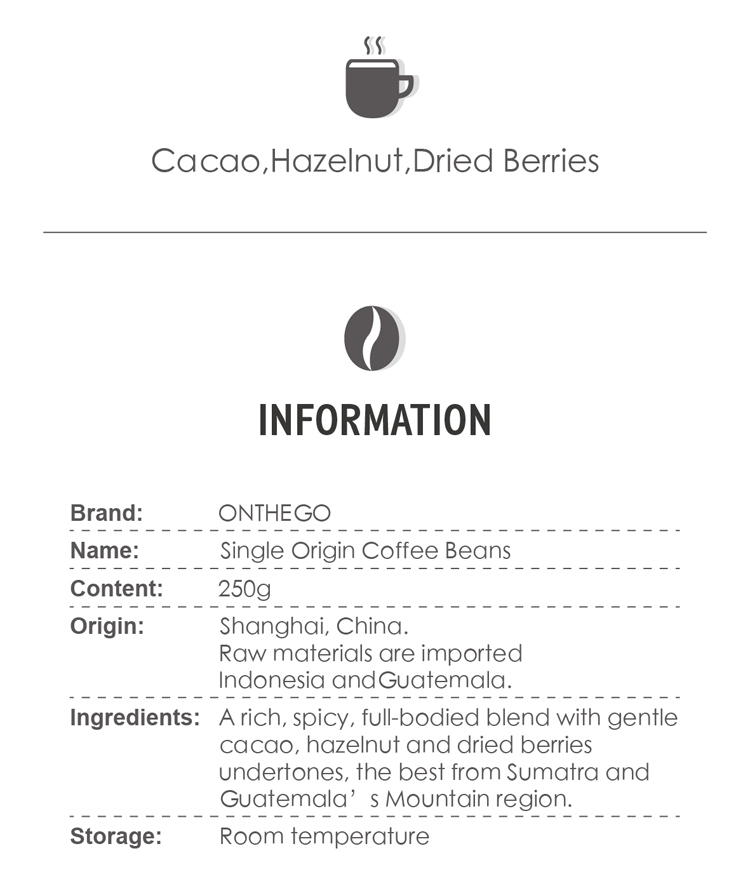 Cacao,Hazelnut,Dried Berries
INFORMATION
Brand: ONTHEGO
Name: Single Origin Coffee Beans
Content: 250g
Origin: Shanghai, China.
Raw materials are imported
Indonesia andGuatemala.
Ingredients: A rich, spicy, full-bodied blend with gentle
cacao, hazelnut and dried berries
undertones, the best from Sumatra and
Guatemala’ s Mountain region.
Storage: Room temperature